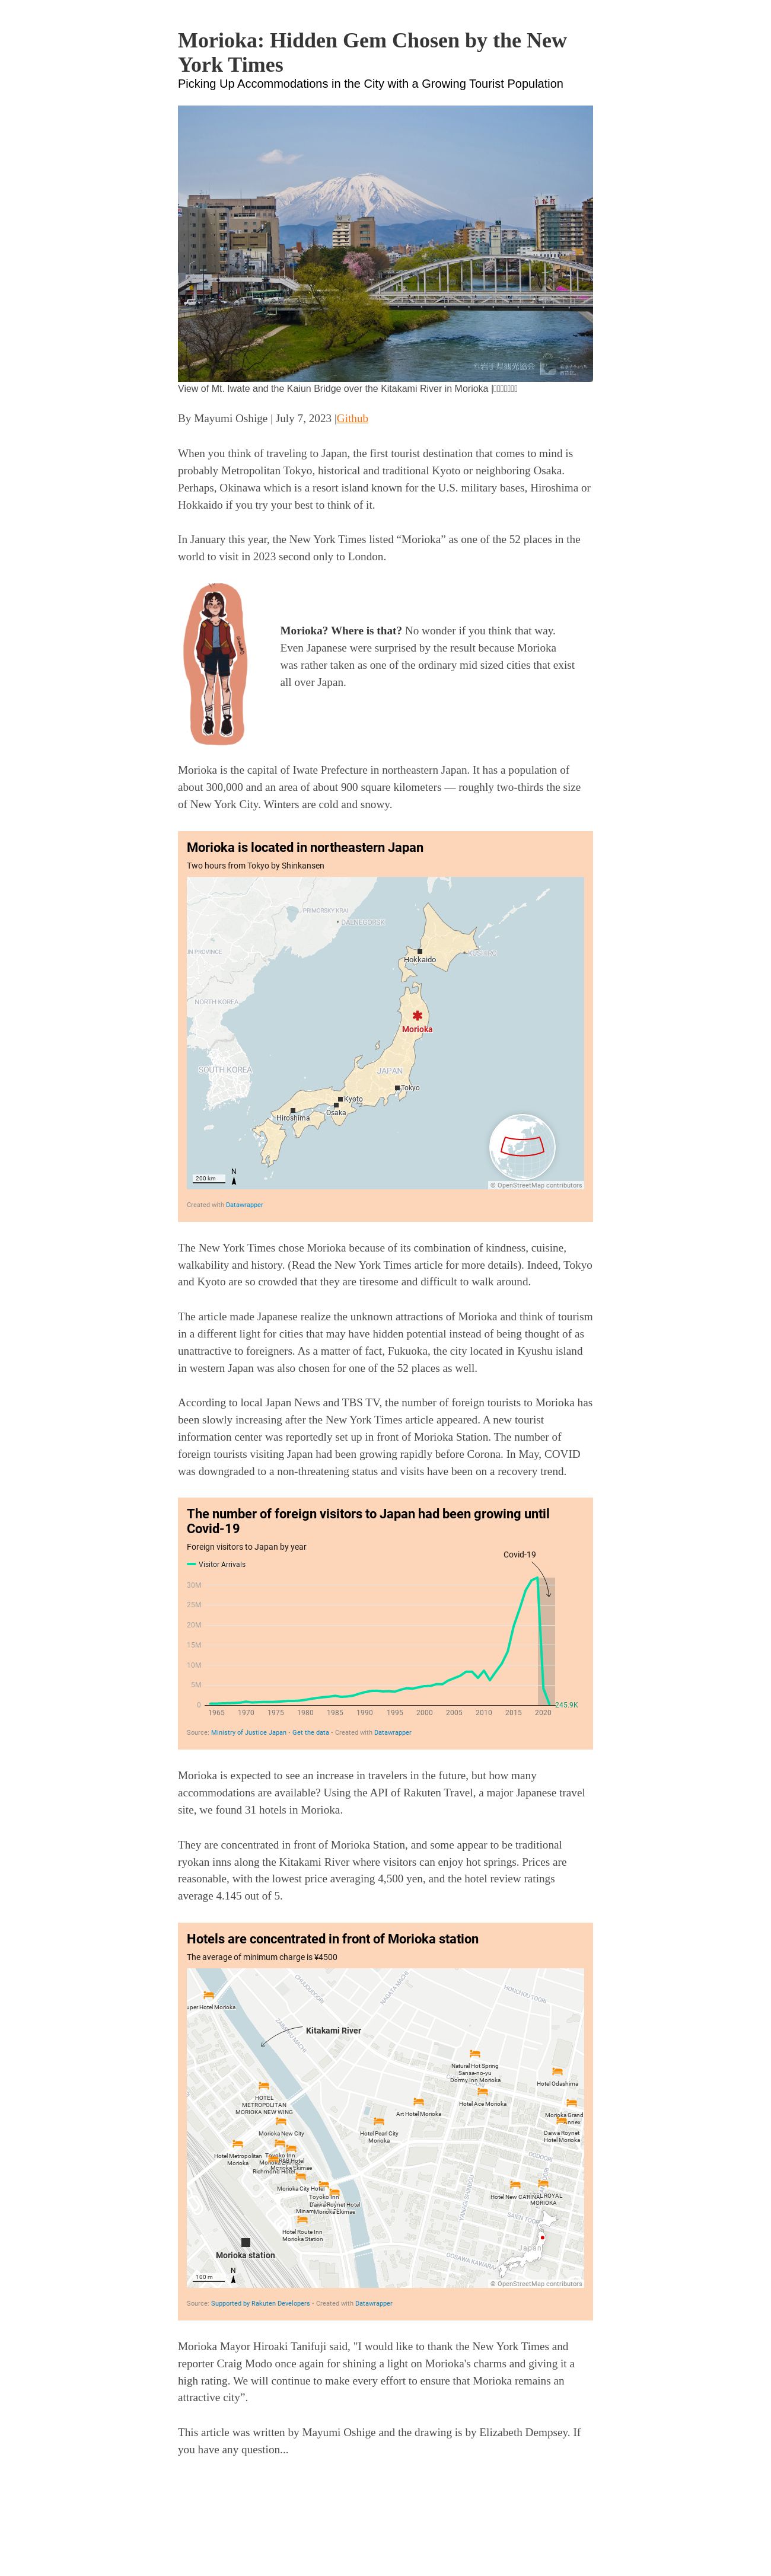 Morioka: Hidden Gem Chosen by the New
York Times
Picking Up Accommodations in the City with a Growing Tourist Population
©岩手県観光協会
View of Mt. Iwate and the Kaiun Bridge over the Kitakami River in Morioka |
By Mayumi Oshige | July 7, 2023 |Github
When you think of traveling to Japan, the first tourist destination that comes to mind is
probably Metropolitan Tokyo, historical and traditional Kyoto or neighboring Osaka.
Perhaps, Okinawa which is a resort island known for the U.S. military bases, Hiroshima or
Hokkaido if you try your best to think of it.
In January this year, the New York Times listed “Morioka” as one of the 52 places in the
world to visit in 2023 second only to London.
Morioka? Where is that? No wonder if you think that way.
Even Japanese were surprised by the result because Morioka
was rather taken as one of the ordinary mid sized cities that exist
all over Japan.
Morioka is the capital of Iwate Prefecture in northeastern Japan. It has a population of
about 300,000 and an area of about 900 square kilometers — roughly two-thirds the size
of New York City. Winters are cold and snowy.
Morioka is located in northeastern Japan
Two hours from Tokyo by Shinkansen
PRIMORSKY KRAI
DALNEGORSK
IN PROVINCE
Hokkaido
NORTH KOREA
Morioka
SOUTH KOREA
JAPAN
Tokyo
Kyoto
Osaka
Hiroshima
200 km
N
© OpenStreetMap contributors
Created with Datawrapper
The New York Times chose Morioka because of its combination of kindness, cuisine,
walkability and history. (Read the New York Times article for more details). Indeed, Tokyo
and Kyoto are so crowded that they are tiresome and difficult to walk around.
The article made Japanese realize the unknown attractions of Morioka and think of tourism
in a different light for cities that may have hidden potential instead of being thought of as
unattractive to foreigners. As a matter of fact, Fukuoka, the city located in Kyushu island
in western Japan was also chosen for one of the 52 places as well.
According to local Japan News and TBS TV, the number of foreign tourists to Morioka has
been slowly increasing after the New York Times article appeared. A new tourist
information center was reportedly set up in front of Morioka Station. The number of
foreign tourists visiting Japan had been growing rapidly before Corona. In May, COVID
was downgraded to a non-threatening status and visits have been on a recovery trend.
The number of foreign visitors to Japan had been growing until
Covid-19
Foreign visitors to Japan by year
Covid-19
Visitor Arrivals
30M
25M
20M
15M
10M
5M
0
245.9K
1965 1970 1975 1980 1985 1990 1995 2000 2005 2010 2015 2020
Source: Ministry of Justice Japan • Get the data • Created with Datawrapper
Morioka is expected to see an increase in travelers in the future, but how many
accommodations are available? Using the API of Rakuten Travel, a major Japanese travel
site, we found 31 hotels in Morioka.
They are concentrated in front of Morioka Station, and some appear to be traditional
ryokan inns along the Kitakami River where visitors can enjoy hot springs. Prices are
reasonable, with the lowest price averaging 4,500 yen, and the hotel review ratings
average 4.145 out of 5.
Hotels are concentrated in front of Morioka station
The average of minimum charge is ¥4500
NAGATA MACHI
HONCHOU TOORI
uper Hotel Morioka
Kitakami River
Natural Hot Spring
Sansa-no-yu
Dormy Inn Morioka
Hotel Odashima
HOTEL
METROPOLITAN
MORIOKA NEW WING
Hotel Ace Morioka
Art Hotel Morioka
Morioka Grand
Annex
Morioka New City
Hotel Pearl City
Morioka
Daiwa Roynet
Hotel Morioka
Hotel Metropolitan
Morioka
Toyoko Inn
R&B Hotel
Morioka Ekimae
Richmond Hotel
Morioka City Hotel
Toyoko Inn
Daiwa Roynet Hotel
Morioka Ekimae
Hotel New CARINA
HOTEL ROYAL
MORIOKA
SAIEN TOORI
Hotel Route Inn
Morioka Station
Japan
Morioka station
OOSAWA KAWARA
100 m
N
© OpenStreetMap contributors
Source: Supported by Rakuten Developers • Created with Datawrapper
Morioka Mayor Hiroaki Tanifuji said, "I would like to thank the New York Times and
reporter Craig Modo once again for shining a light on Morioka's charms and giving it a
high rating. We will continue to make every effort to ensure that Morioka remains an
attractive city”.
This article was written by Mayumi Oshige and the drawing is by Elizabeth Dempsey. If
you have any question...